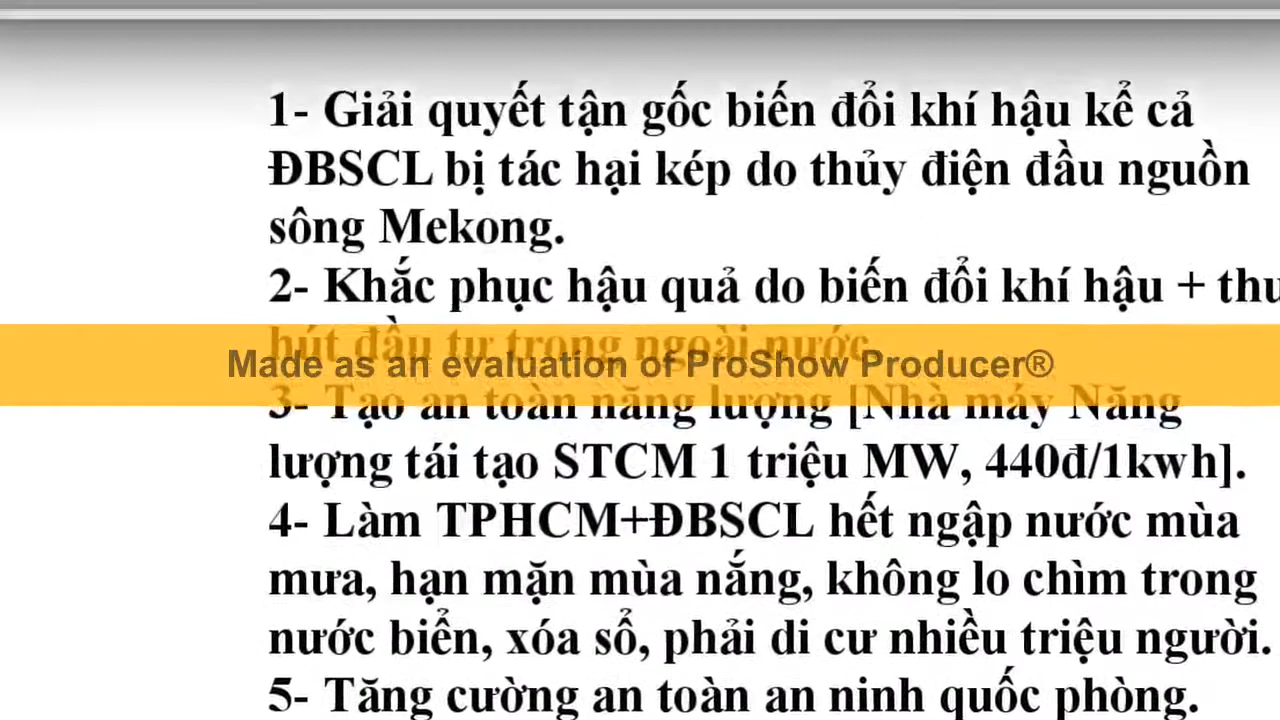 1- Giải quyết tận gốc biến đổi khí hậu kể cả
ĐBSCL bị tác hại kép do thủy điện đầu nguồn
sông Mekong.
2- Khắc phục hậu quả do biến đổi khí hậu + thu
hút đầu tư trong ngoài nước.
Made as an evaluation of ProShow Producer®
3- Tạo an toàn năng lượng [Nhà máy Năng
lượng tái tạo STCM 1 triệu MW, 440đ/1kwh].
4- Làm TPHCM+ĐBSCL hết ngập nước mùa
mưa, hạn mặn mùa nắng, không lo chìm trong
nước biển, xóa sổ, phải di cư nhiều triệu người.
5- Tăng cường an toàn an ninh quốc phòng.